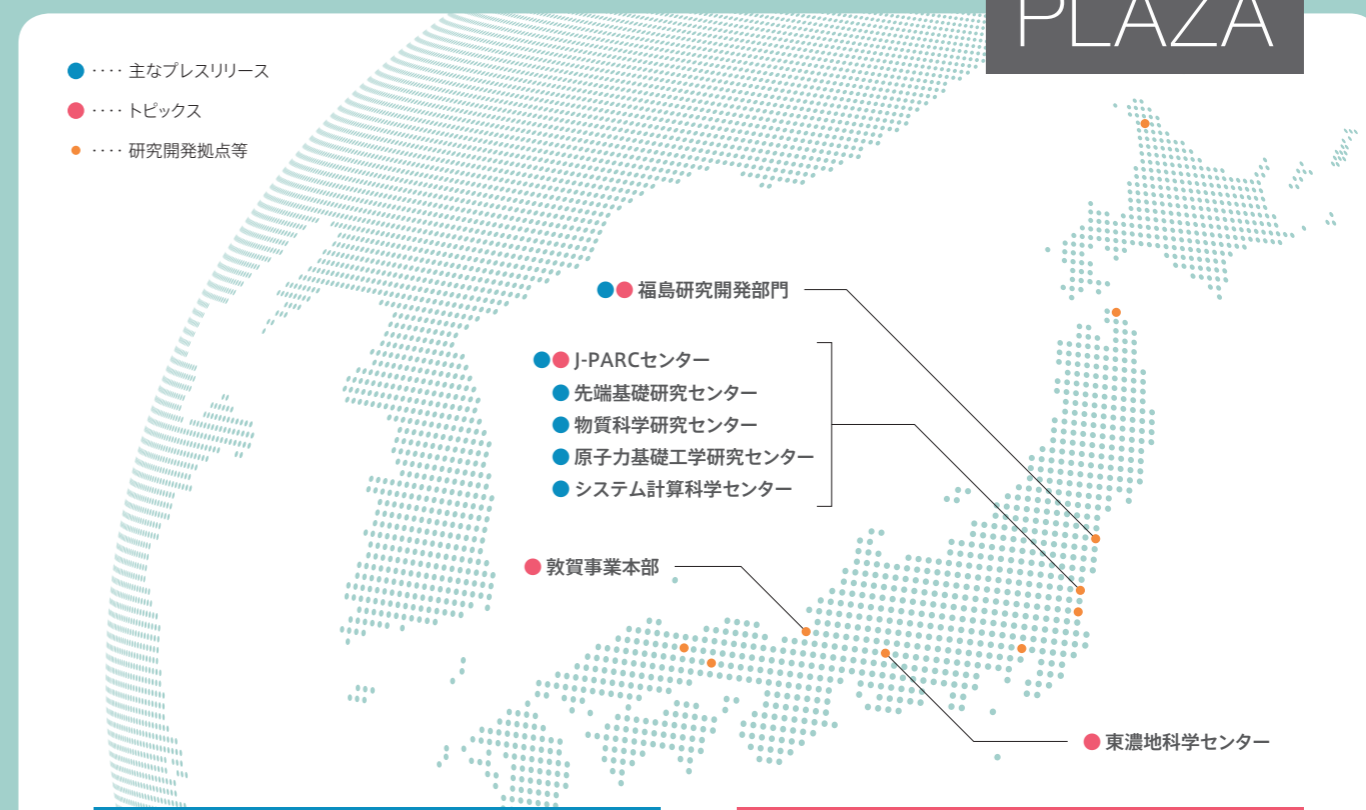 PLAZA
···· 主なプレスリリース
···· トピックス
···· 研究開発拠点等
福島研究開発部門
J-PARCセンター
先端基礎研究センター
物質科学研究センター
原子力基礎工学研究センター
システム計算科学センター
敦賀事業本部
東濃地科学センター